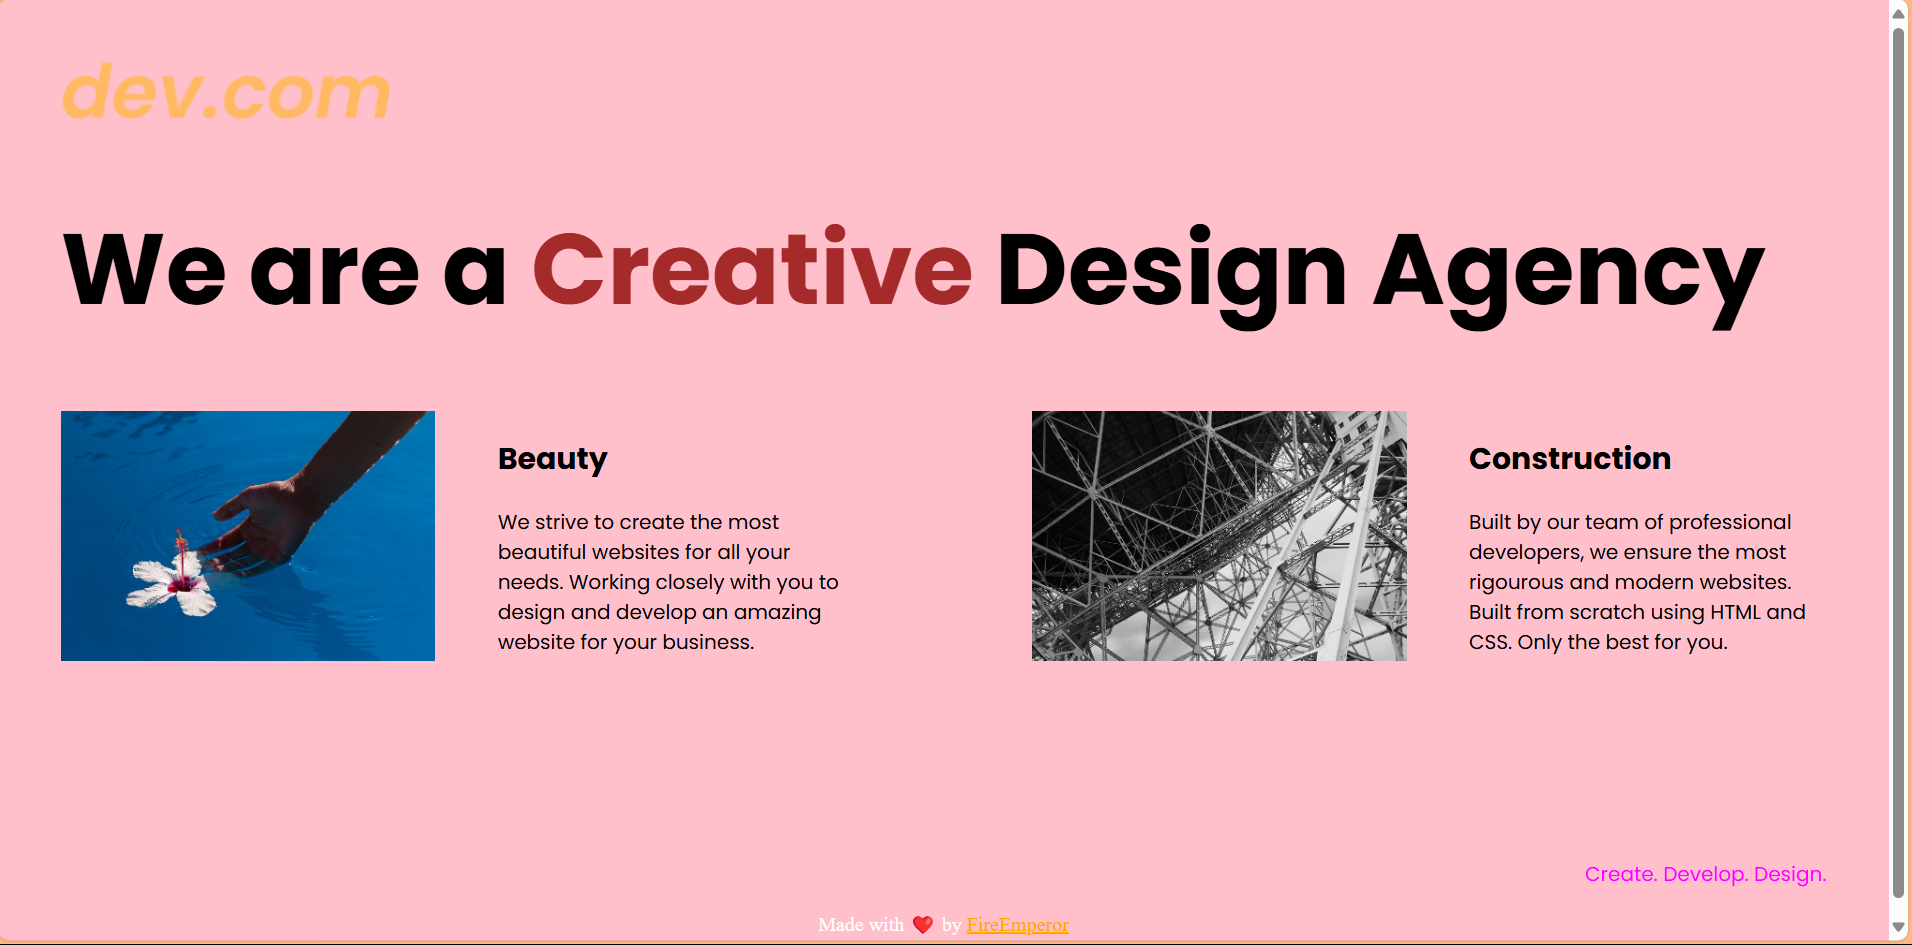 dev.com
We are a Creative Design Agency
Beauty
We strive to create the most
beautiful websites for all your
needs. Working closely with you to
design and develop an amazing
website for your business.
Construction
Built by our team of professional
developers, we ensure the most
rigourous and modern websites.
Built from scratch using HTML and
CSS. Only the best for you.
Create. Develop. Design.
Made with ❤️ by FireEmperor